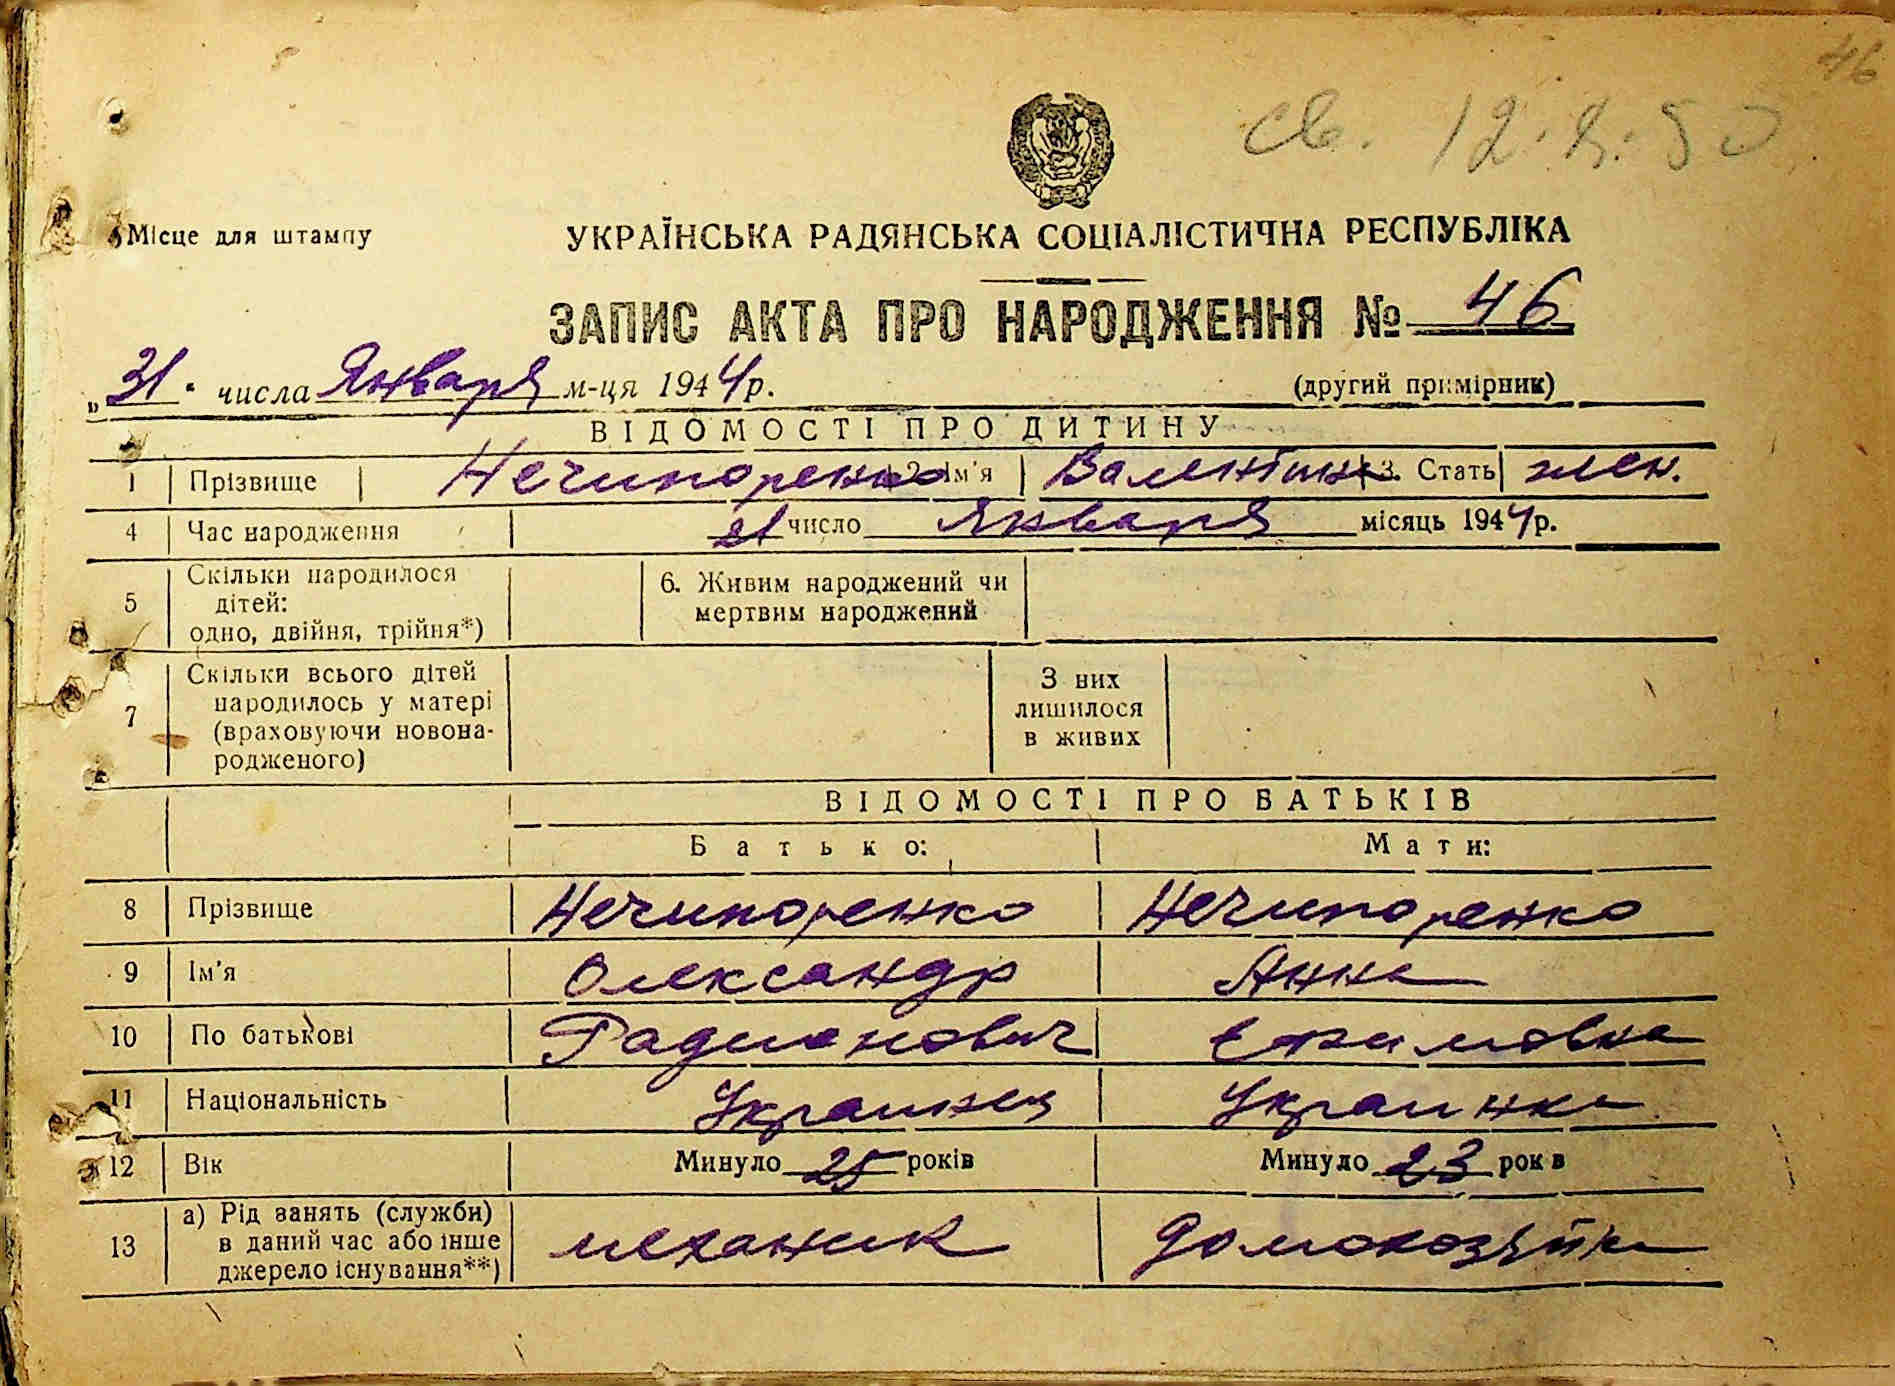 46
св. 12.8.50
Місце для штампу
УКРАЇНСЬКА РАДЯНСЬКА СОЦІАЛІСТИЧНА РЕСПУБЛІКА
ЗАПИС АКТА ПРО НАРОДЖЕННЯ № 46
„31" числа Января м-ця 1944 р.
(другий примірник)
ВІДОМОСТІ ПРО ДИТИНУ
1 Прізвище Нечипоренко 2. Ім'я Валентина 3. Стать жен.
4 Час народження 21 число Января місяць 1944 р.
5 Скільки народилося дітей: одно, двійня, трійня*) 6. Живим народжений чи мертвим народжений
7 Скільки всього дітей народилось у матері (враховуючи новонародженого) З них лишилося в живих
ВІДОМОСТІ ПРО БАТЬКІВ
Батько: Мати:
8 Прізвище Нечипоренко Нечипоренко
9 Ім'я Олександр Анна
10 По батькові Радионович Ефимовна
11 Національність Украинец Украинка
12 Вік Минуло 25 років Минуло 23 рок в
13 а) Рід занять (служби) в даний час або інше джерело існування**) механик домохозяйка